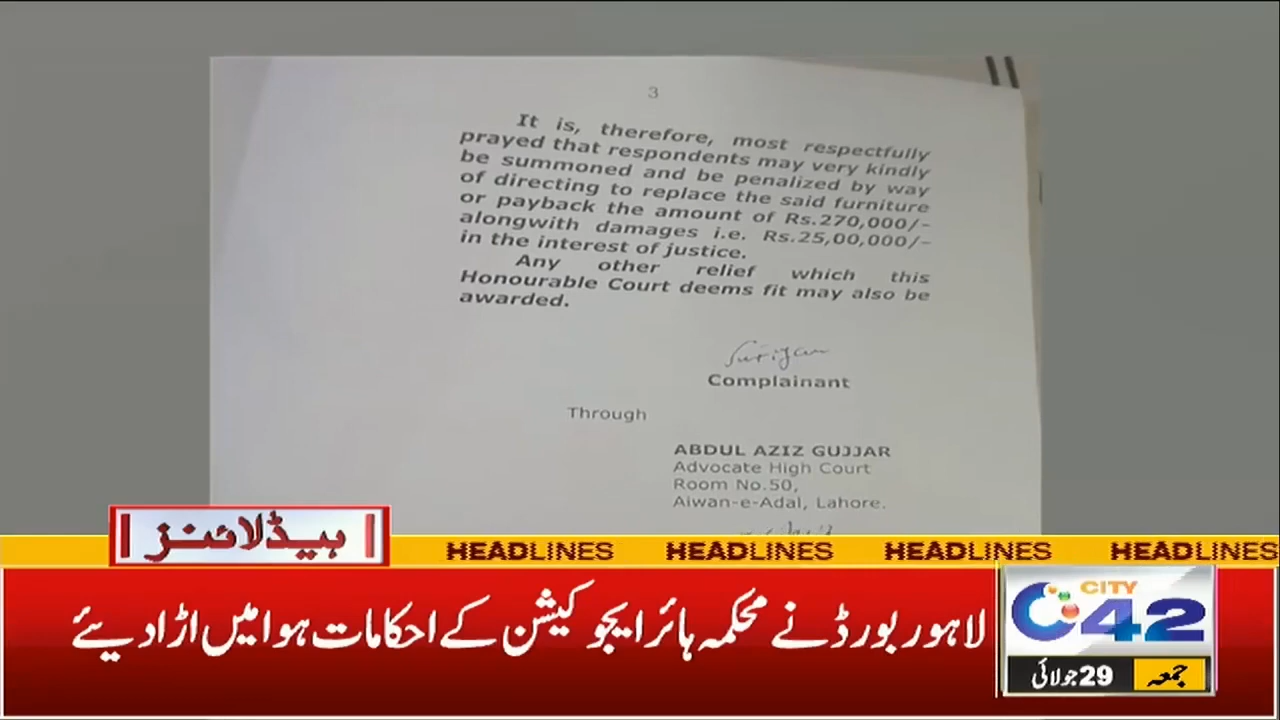 3
It is, therefore, most respectfully
prayed that respondents may very kindly
be summoned and be penalized by way
of directing to replace the said furniture
or payback the amount of Rs.270,000/-
alongwith damages i.e. Rs.25,00,000/-
in the interest of justice.
Any other relief which this
Honourable Court deems fit may also be
awarded.
Complainant
Through
ABDUL AZIZ GUJJAR
Advocate High Court
Room No.50,
Aiwan-e-Adal, Lahore.
ہیڈلائنز
HEADLINES HEADLINES HEADLINES HEADLINES
لاہور بورڈ نے محکمہ ہائر ایجوکیشن کے احکامات ہوا میں اڑا دیئے
CITY
42
جمعہ 29 جولائی